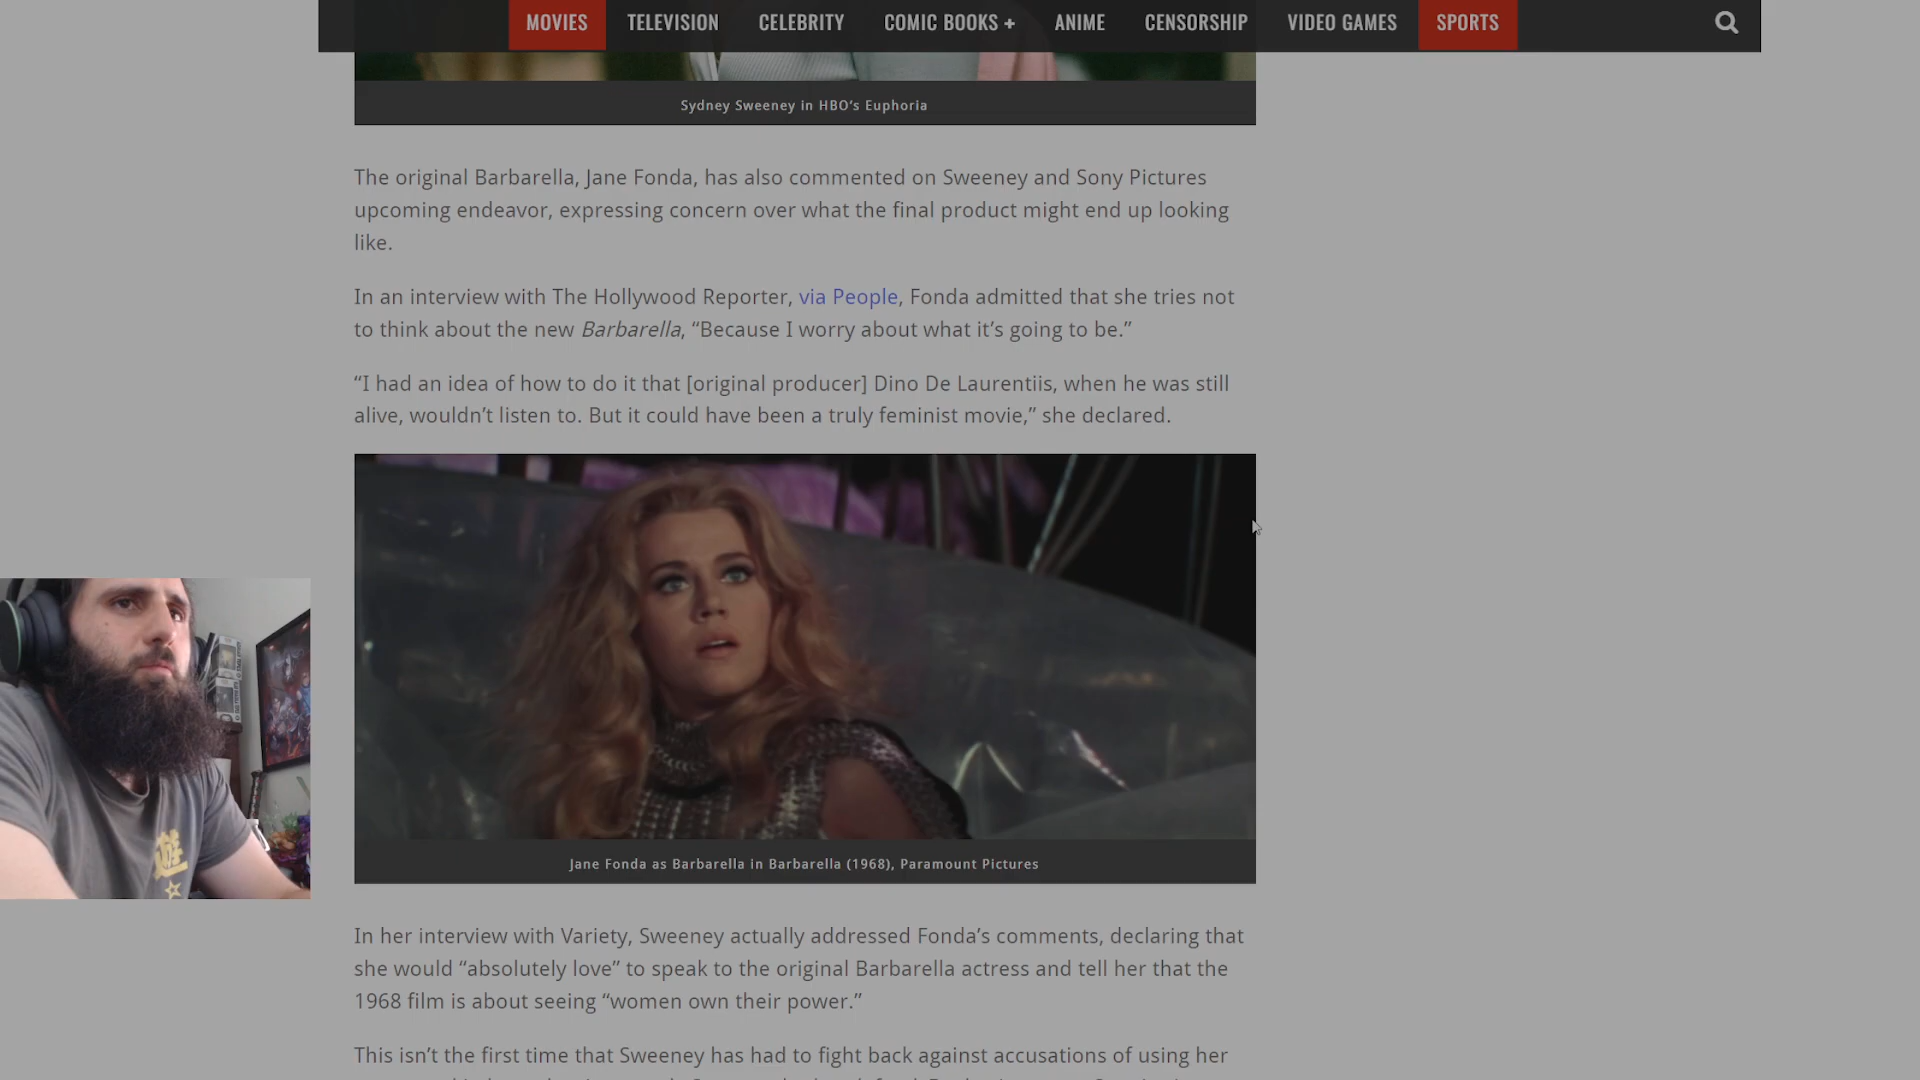 MOVIES TELEVISION CELEBRITY COMIC BOOKS + ANIME CENSORSHIP VIDEO GAMES SPORTS
Sydney Sweeney in HBO’s Euphoria
The original Barbarella, Jane Fonda, has also commented on Sweeney and Sony Pictures
upcoming endeavor, expressing concern over what the final product might end up looking
like.
In an interview with The Hollywood Reporter, via People, Fonda admitted that she tries not
to think about the new Barbarella, “Because I worry about what it’s going to be.”
“I had an idea of how to do it that [original producer] Dino De Laurentiis, when he was still
alive, wouldn’t listen to. But it could have been a truly feminist movie,” she declared.
Jane Fonda as Barbarella in Barbarella (1968), Paramount Pictures
In her interview with Variety, Sweeney actually addressed Fonda’s comments, declaring that
she would “absolutely love” to speak to the original Barbarella actress and tell her that the
1968 film is about seeing “women own their power.”
This isn’t the first time that Sweeney has had to fight back against accusations of using her